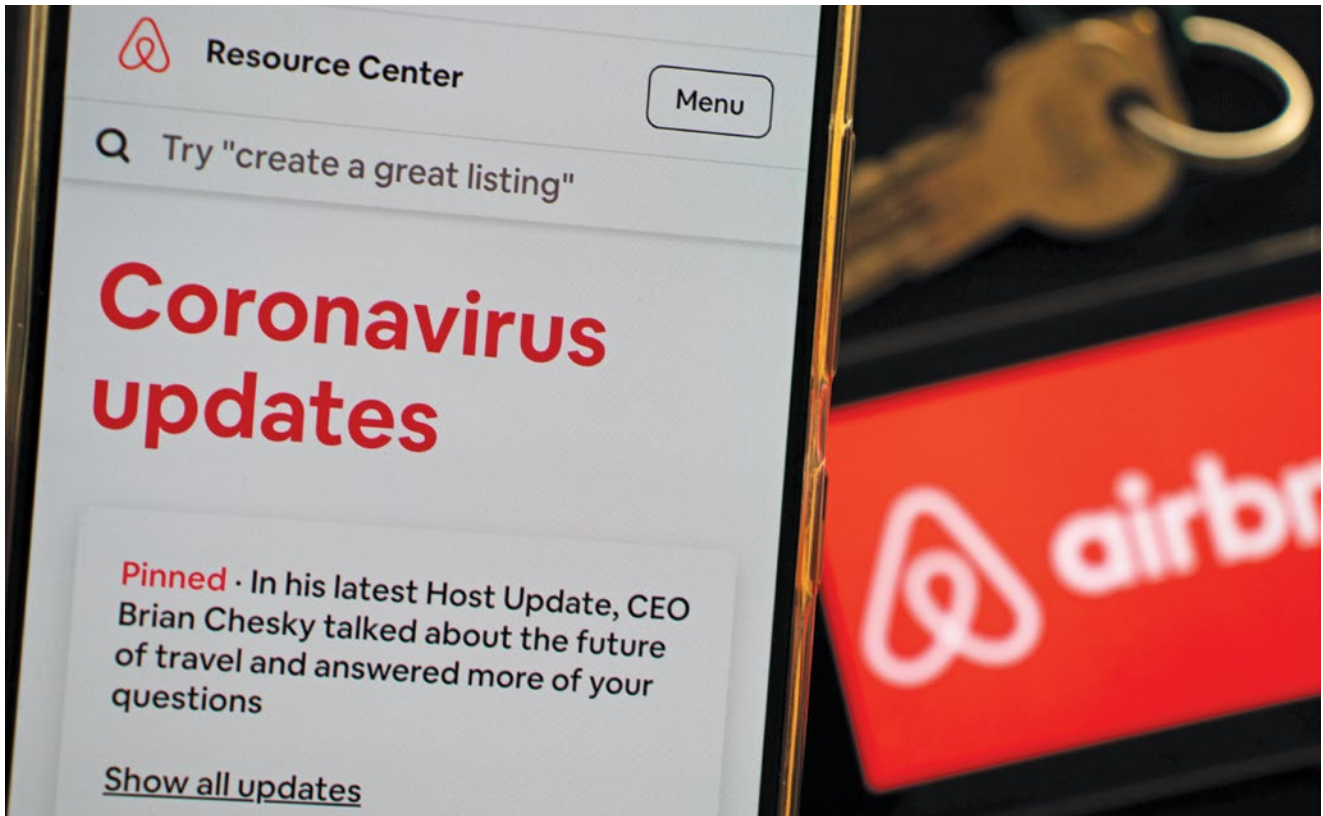 Resource Center
Menu
Try "create a great listing"
Coronavirus
updates
Pinned · In his latest Host Update, CEO
Brian Chesky talked about the future
of travel and answered more of your
questions
Show all updates
airbn